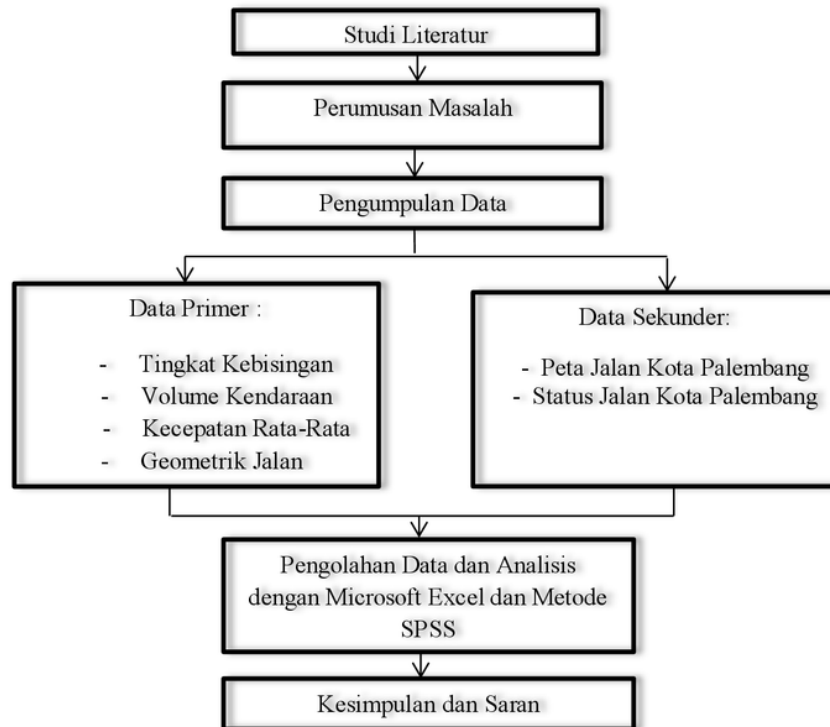 Studi Literatur
Perumusan Masalah
Pengumpulan Data
Data Primer :
- Tingkat Kebisingan
- Volume Kendaraan
- Kecepatan Rata-Rata
- Geometrik Jalan
Data Sekunder:
- Peta Jalan Kota Palembang
- Status Jalan Kota Palembang
Pengolahan Data dan Analisis
dengan Microsoft Excel dan Metode
SPSS
Kesimpulan dan Saran